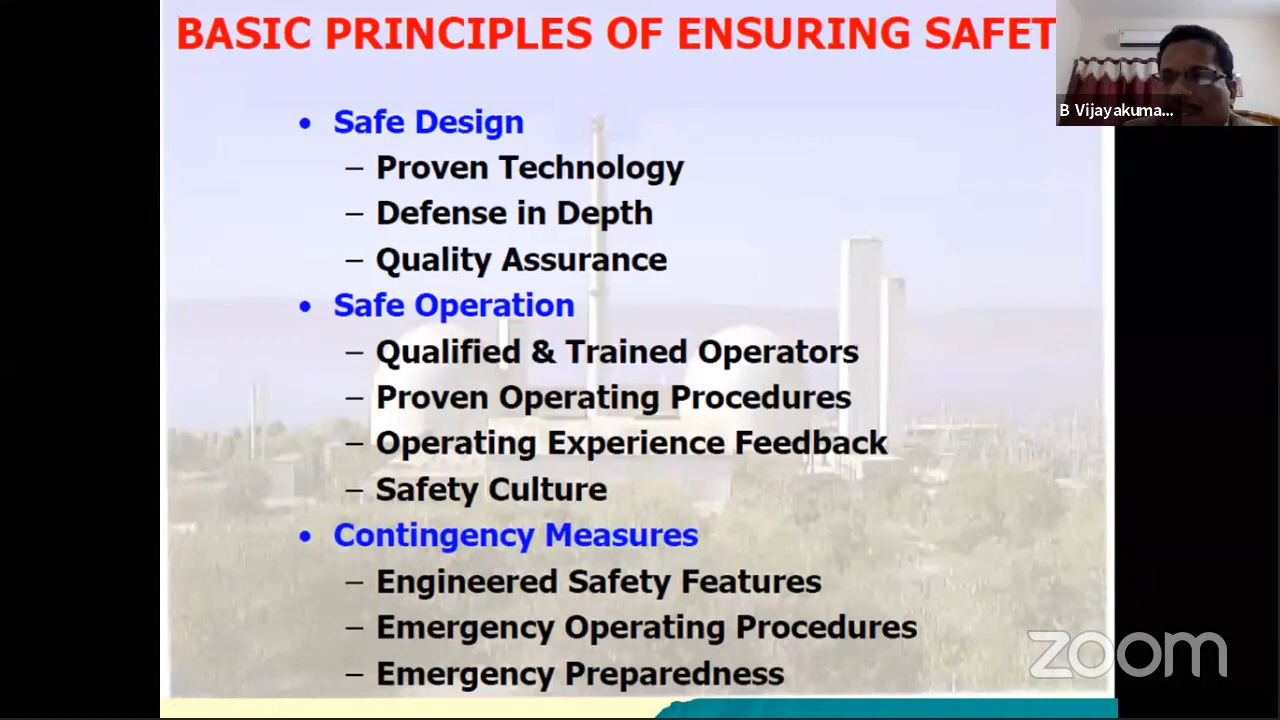 BASIC PRINCIPLES OF ENSURING SAFET
B Vijayakuma...
• Safe Design
– Proven Technology
– Defense in Depth
– Quality Assurance
• Safe Operation
– Qualified & Trained Operators
– Proven Operating Procedures
– Operating Experience Feedback
– Safety Culture
• Contingency Measures
– Engineered Safety Features
– Emergency Operating Procedures
– Emergency Preparedness
zoom